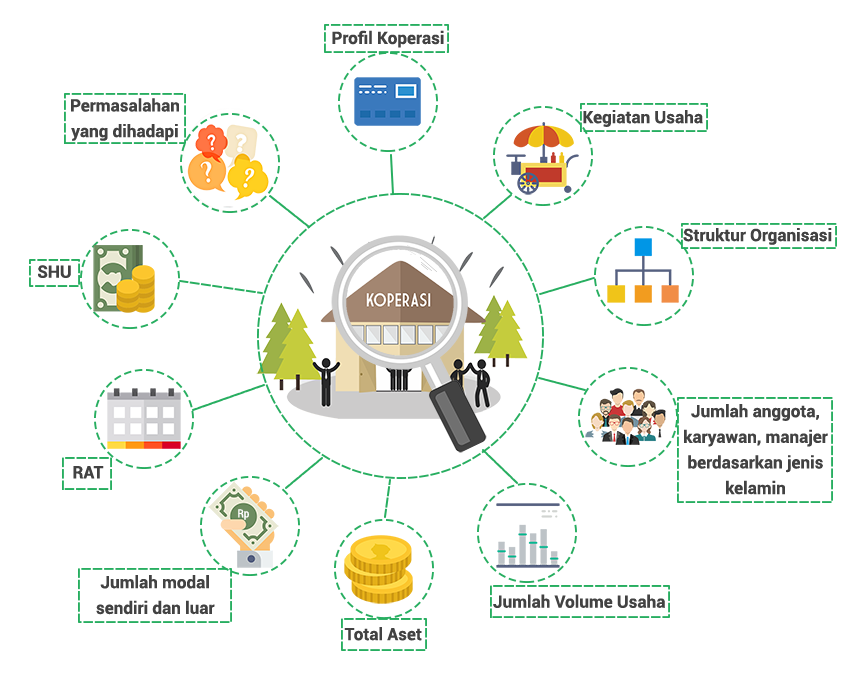 Profil Koperasi
Kegiatan Usaha
Struktur Organisasi
Jumlah anggota,
karyawan, manajer
berdasarkan jenis
kelamin
Jumlah Volume Usaha
Total Aset
Jumlah modal
sendiri dan luar
Rp
RAT
SHU
Permasalahan
yang dihadapi
? ?
? ?
KOPERASI